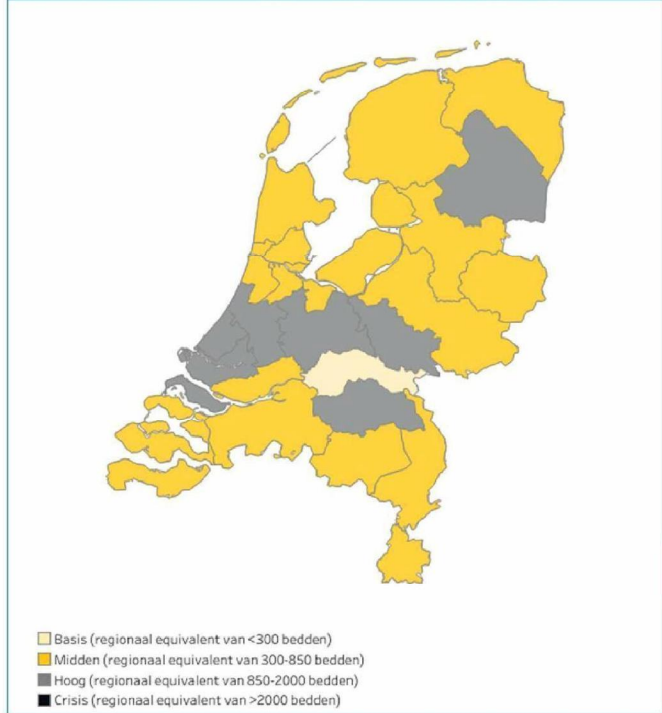 Basis (regionaal equivalent van <300 bedden)
Midden (regionaal equivalent van 300-850 bedden)
Hoog (regionaal equivalent van 850-2000 bedden)
Crisis (regionaal equivalent van >2000 bedden)